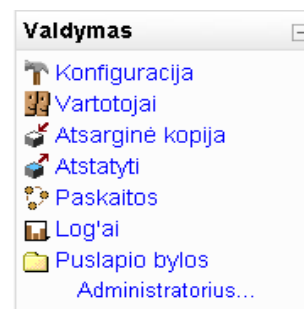 Valdymas
Konfiguracija
Vartotojai
Atsarginė kopija
Atstatyti
Paskaitos
Log'ai
Puslapio bylos
Administratorius...